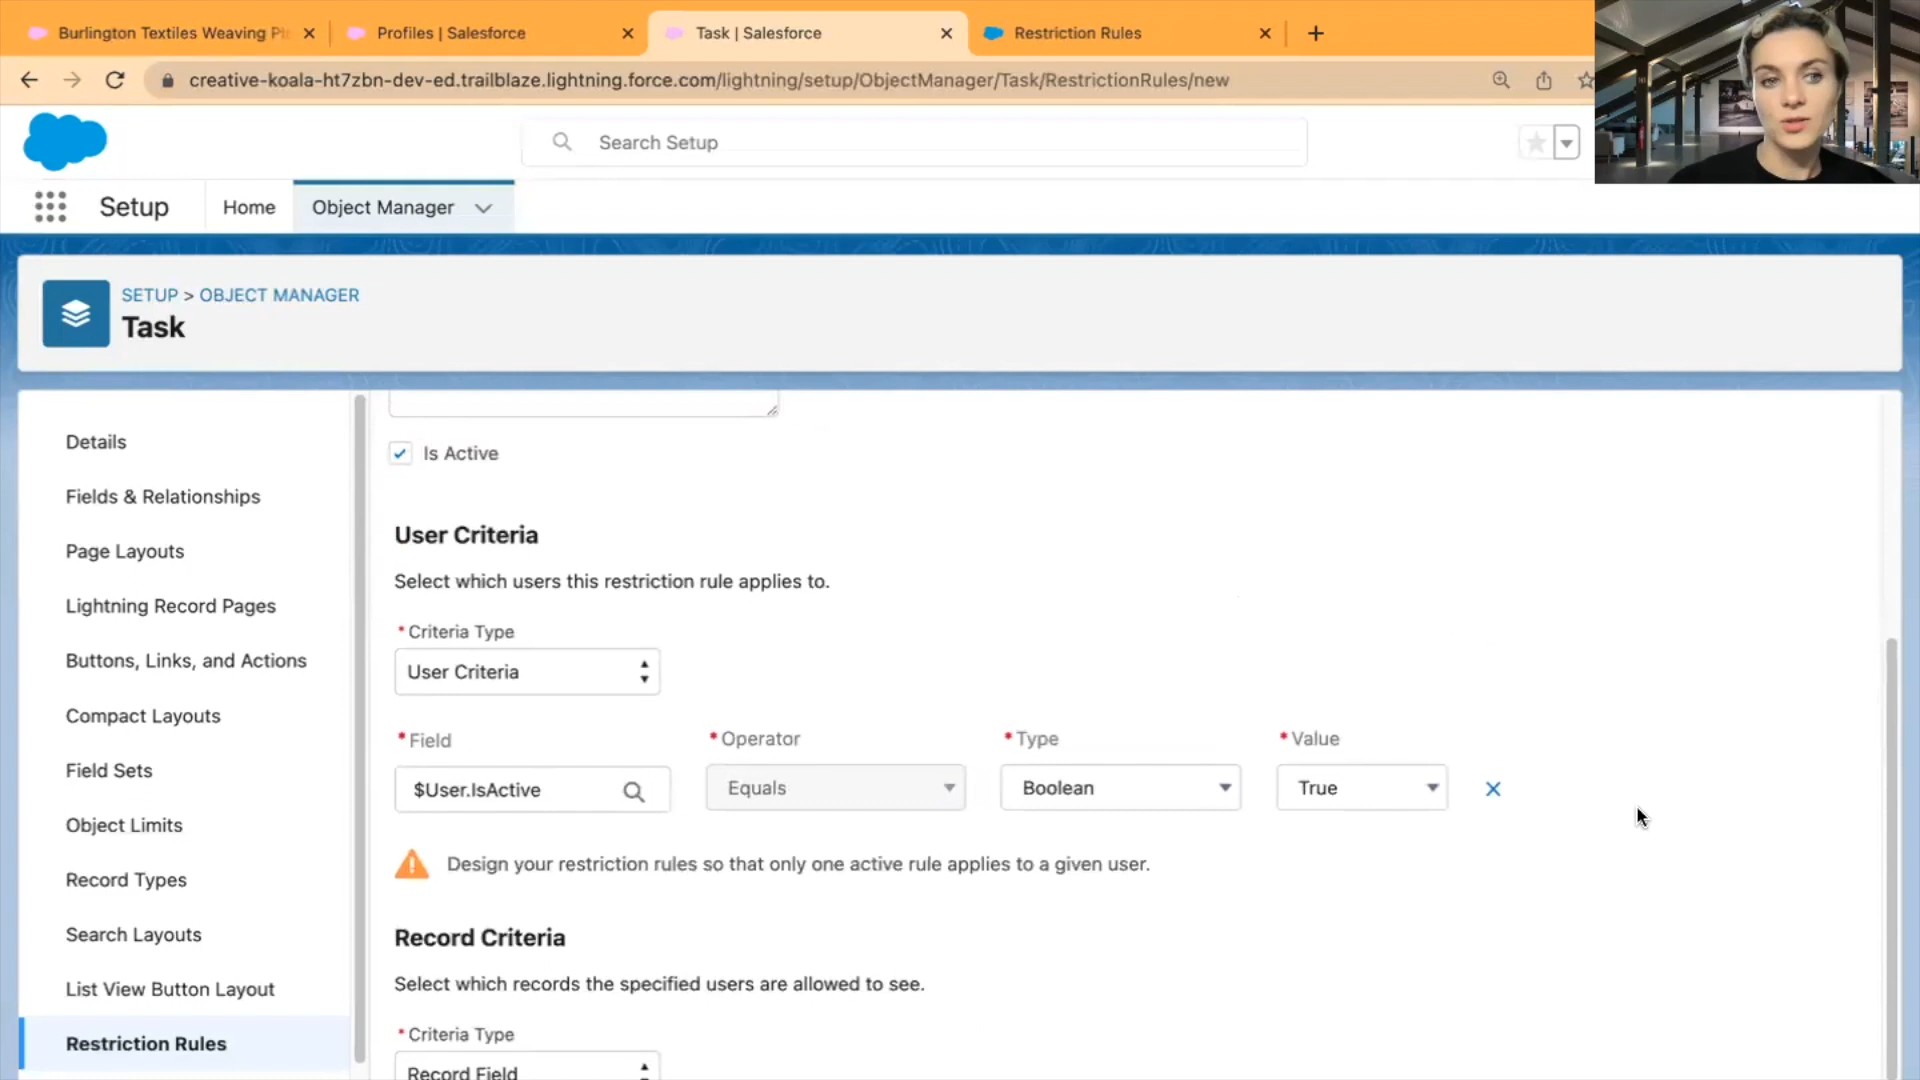 Burlington Textiles Weaving Pl
Profiles | Salesforce
Task | Salesforce
Restriction Rules
creative-koala-ht7zbn-dev-ed.trailblaze.lightning.force.com/lightning/setup/ObjectManager/Task/RestrictionRules/new
Search Setup
Setup
Home
Object Manager
SETUP > OBJECT MANAGER
Task
Details
Fields & Relationships
Page Layouts
Lightning Record Pages
Buttons, Links, and Actions
Compact Layouts
Field Sets
Object Limits
Record Types
Search Layouts
List View Button Layout
Restriction Rules
Is Active
User Criteria
Select which users this restriction rule applies to.
* Criteria Type
User Criteria
* Field
* Operator
* Type
* Value
$User.IsActive
Equals
Boolean
True
Design your restriction rules so that only one active rule applies to a given user.
Record Criteria
Select which records the specified users are allowed to see.
* Criteria Type
Record Field